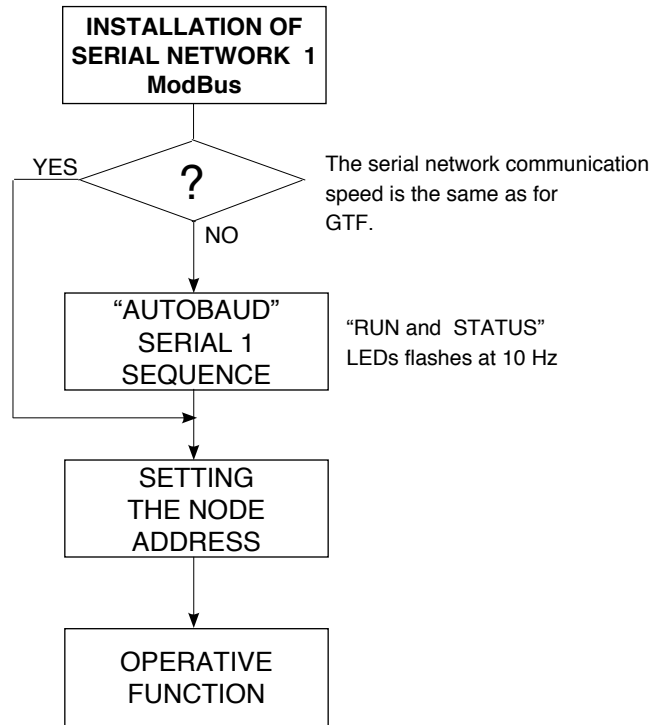 INSTALLATION OF
SERIAL NETWORK 1
ModBus
YES
?
The serial network communication
speed is the same as for
GTF.
NO
“AUTOBAUD”
SERIAL 1
SEQUENCE
“RUN and STATUS”
LEDs flashes at 10 Hz
SETTING
THE NODE
ADDRESS
OPERATIVE
FUNCTION